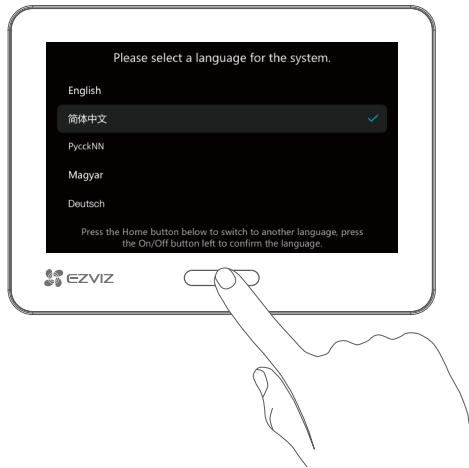 Please select a language for the system.
English
简体中文
PycckNN
Magyar
Deutsch
Press the Home button below to switch to another language, press
the On/Off button left to confirm the language.
EZVIZ